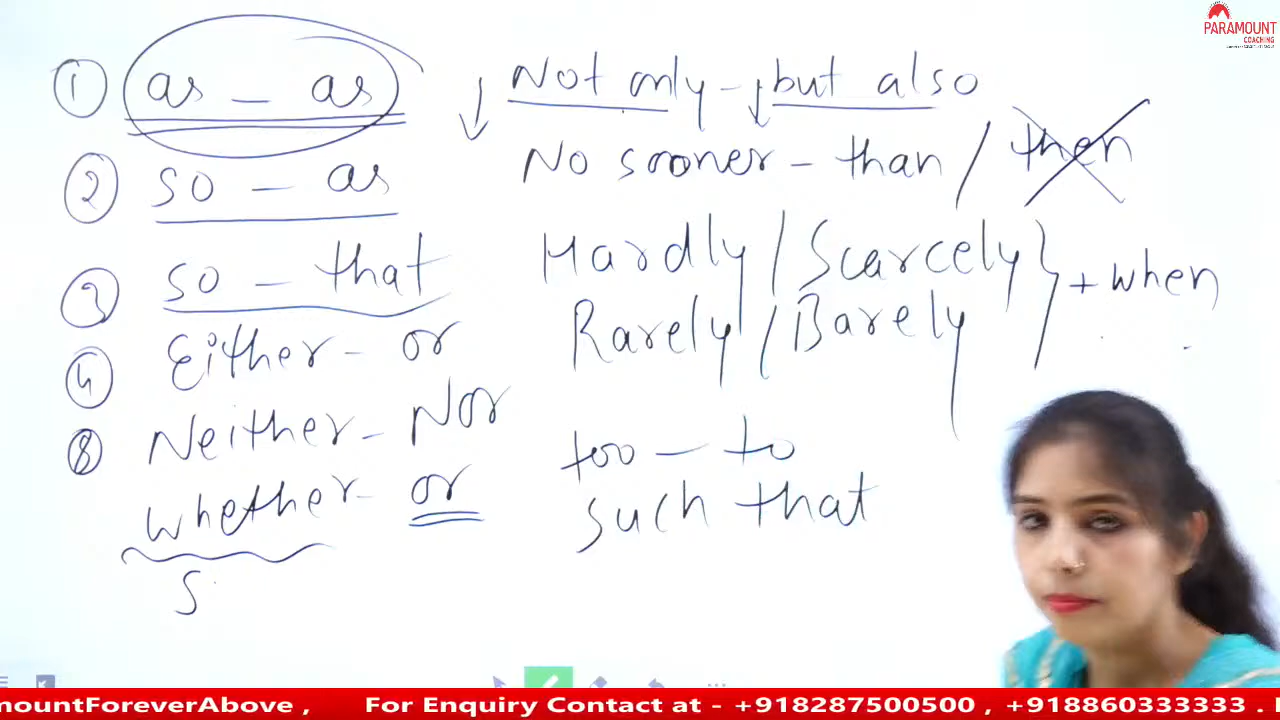 PARAMOUNT
COACHING
1 as – as
2 so – as
3 so – that
4 Either – or
5 Neither – Nor
whether – or
S
Not only – but also
No sooner – than / then
Hardly / Scarcely
Rarely / Barely } + when
too – to
such that
mountForeverAbove , For Enquiry Contact at - +918287500500 , +918860333333 .